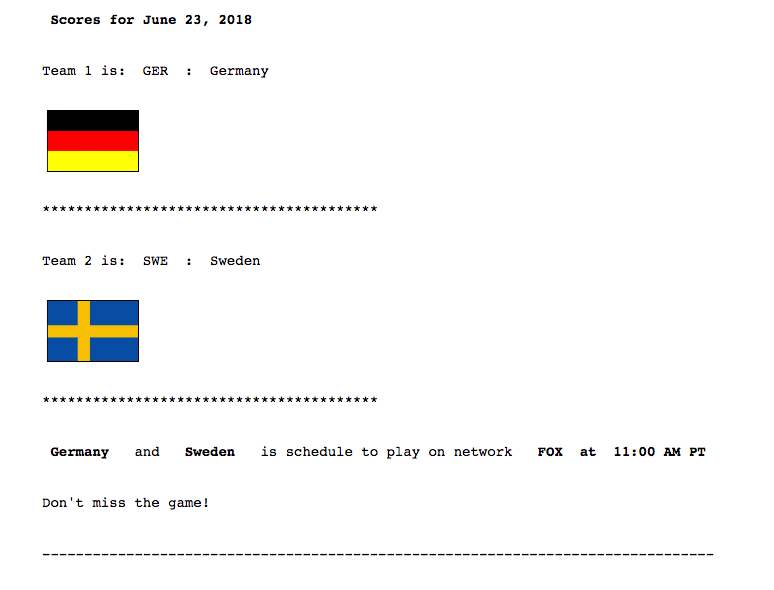 Scores for June 23, 2018
Team 1 is:  GER  :  Germany
****************************************
Team 2 is:  SWE  :  Sweden
****************************************
Germany   and   Sweden   is schedule to play on network   FOX  at  11:00 AM PT
Don't miss the game!
--------------------------------------------------------------------------------